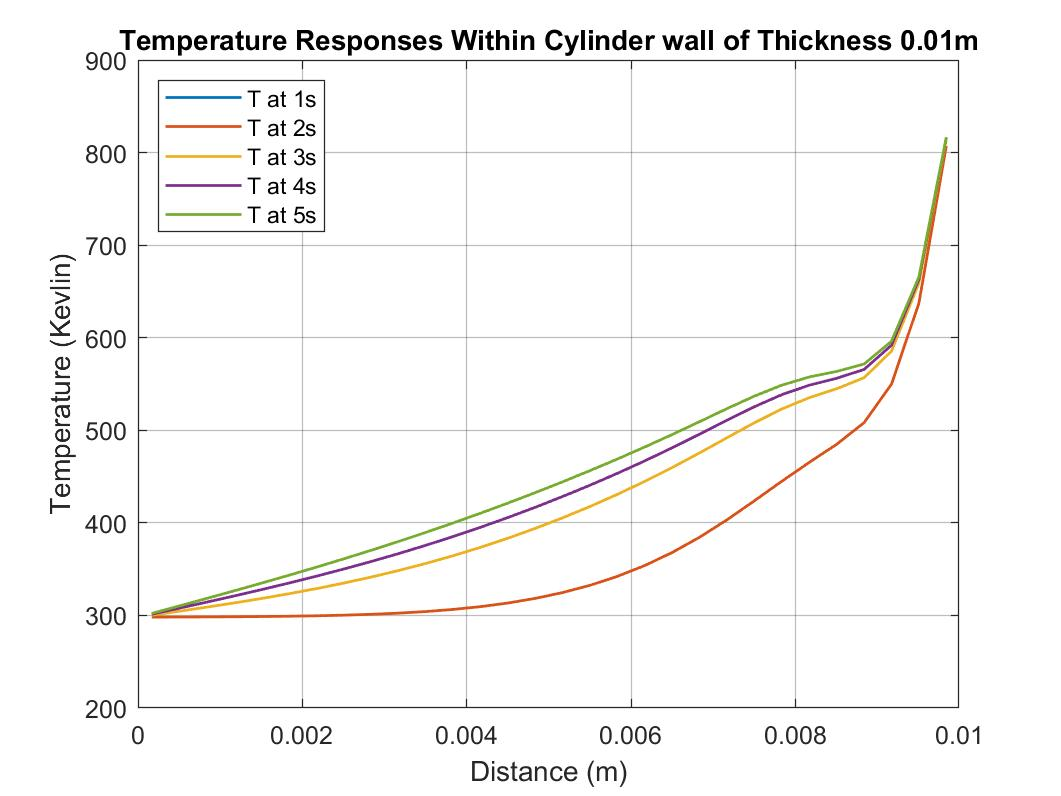 Temperature Responses Within Cylinder wall of Thickness 0.01m
900
800
700
600
500
400
300
200
Temperature (Kevlin)
T at 1s
T at 2s
T at 3s
T at 4s
T at 5s
0 0.002 0.004 0.006 0.008 0.01
Distance (m)